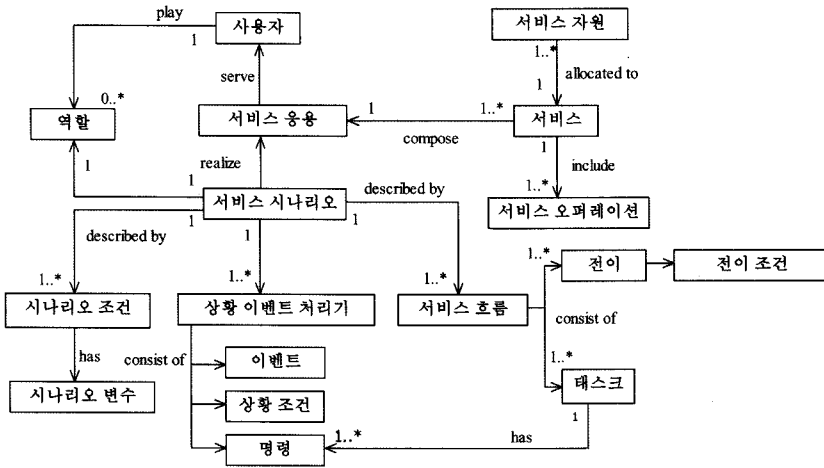 play
사용자
서비스 자원
1
1..*
serve
1
allocated to
0..*
역할
서비스 응용
1
1..*
서비스
compose
1
realize
1
include
1
described by
1..*
서비스 시나리오
서비스 오퍼레이션
described by
1
1
1
1..*
전이
전이 조건
1..*
1..*
1..*
시나리오 조건
상황 이벤트 처리기
서비스 흐름
consist of
has
consist of
이벤트
1..*
시나리오 변수
태스크
상황 조건
1
1..*
has
명령